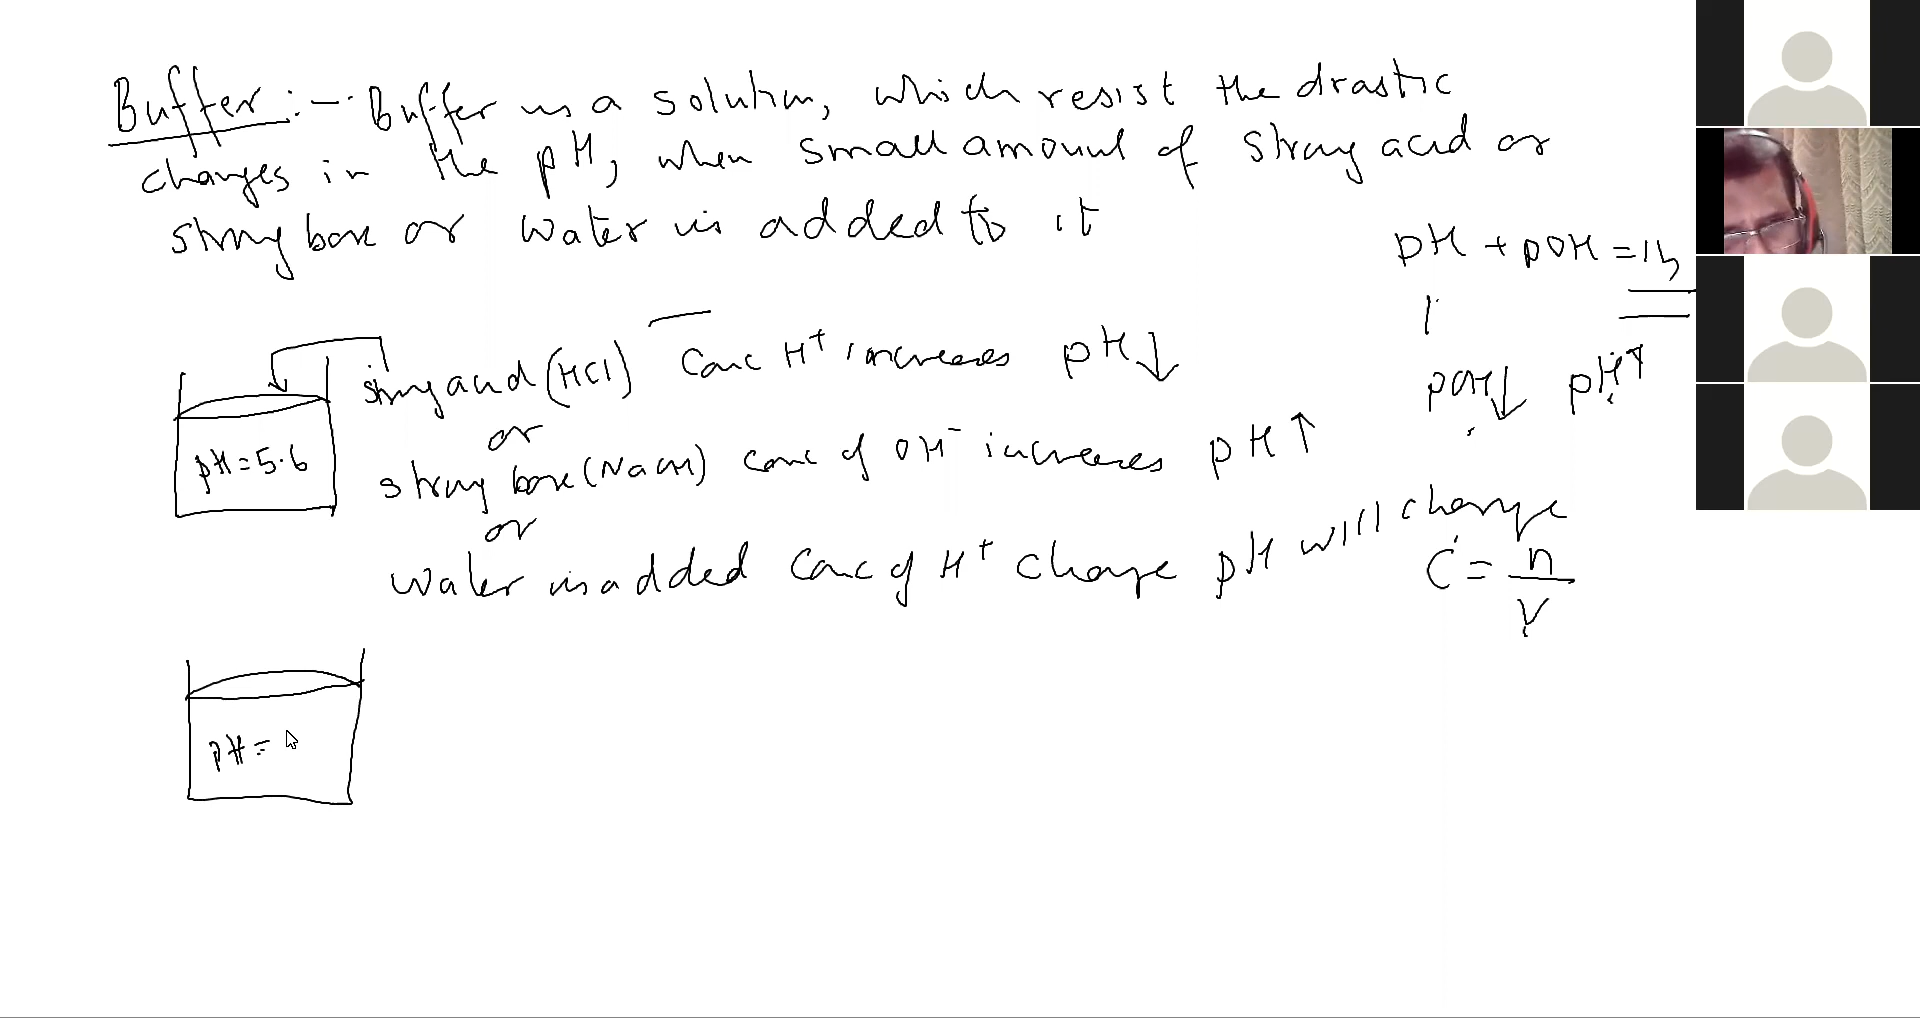 Buffer :- Buffer is a solution, which resist the drastic
changes in the pH, when small amount of strong acid or
strong base or water is added to it
pH + pOH = 14
pOH↓ pH↑
strong acid (HCl) Conc H⁺ increases pH↓
or
pH = 5.6
strong base (NaOH) conc of OH⁻ increases pH↑
or
water is added Conc of H⁺ change pH will change
C = n/V
pH =